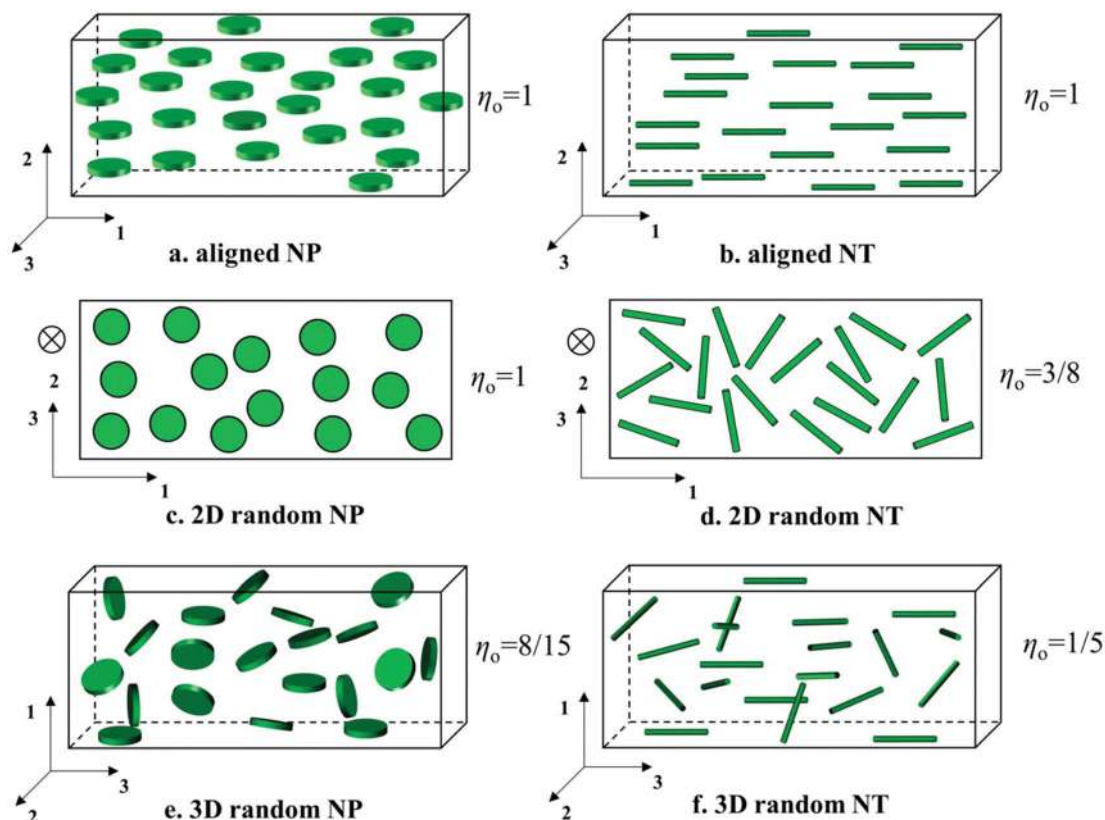 ηₒ=1
2
1
3
a. aligned NP
ηₒ=1
2
1
3
b. aligned NT
2
3
1
ηₒ=1
c. 2D random NP
2
3
1
ηₒ=3/8
d. 2D random NT
ηₒ=8/15
1
3
2
e. 3D random NP
ηₒ=1/5
1
3
2
f. 3D random NT